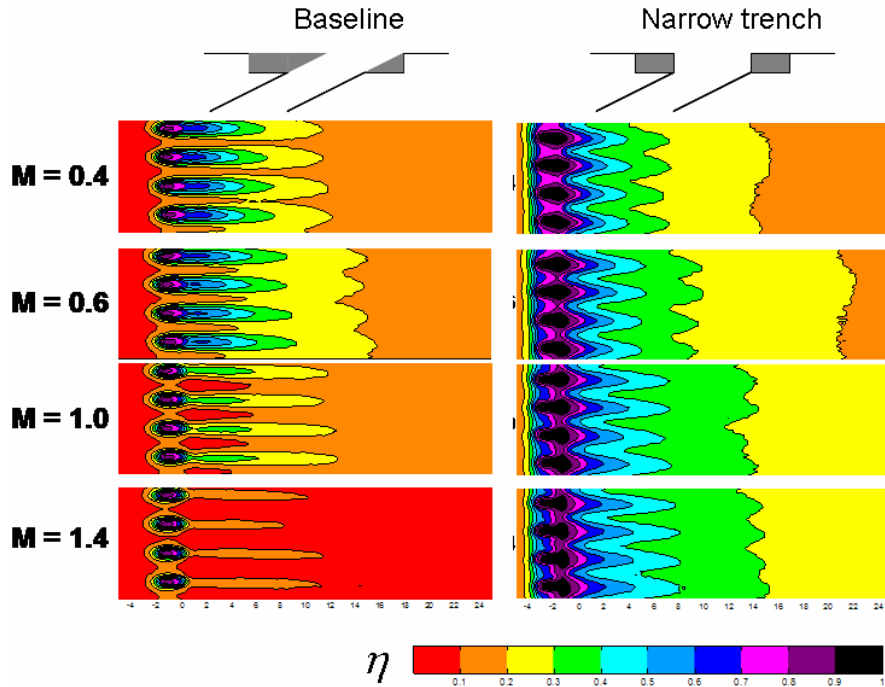 Baseline
Narrow trench
M = 0.4
M = 0.6
M = 1.0
M = 1.4
-4 -2 0 2 4 6 8 10 12 14 16 18 20 22 24
-4 -2 0 2 4 6 8 10 12 14 16 18 20 22 24
η
0.1 0.2 0.3 0.4 0.5 0.6 0.7 0.8 0.9 1